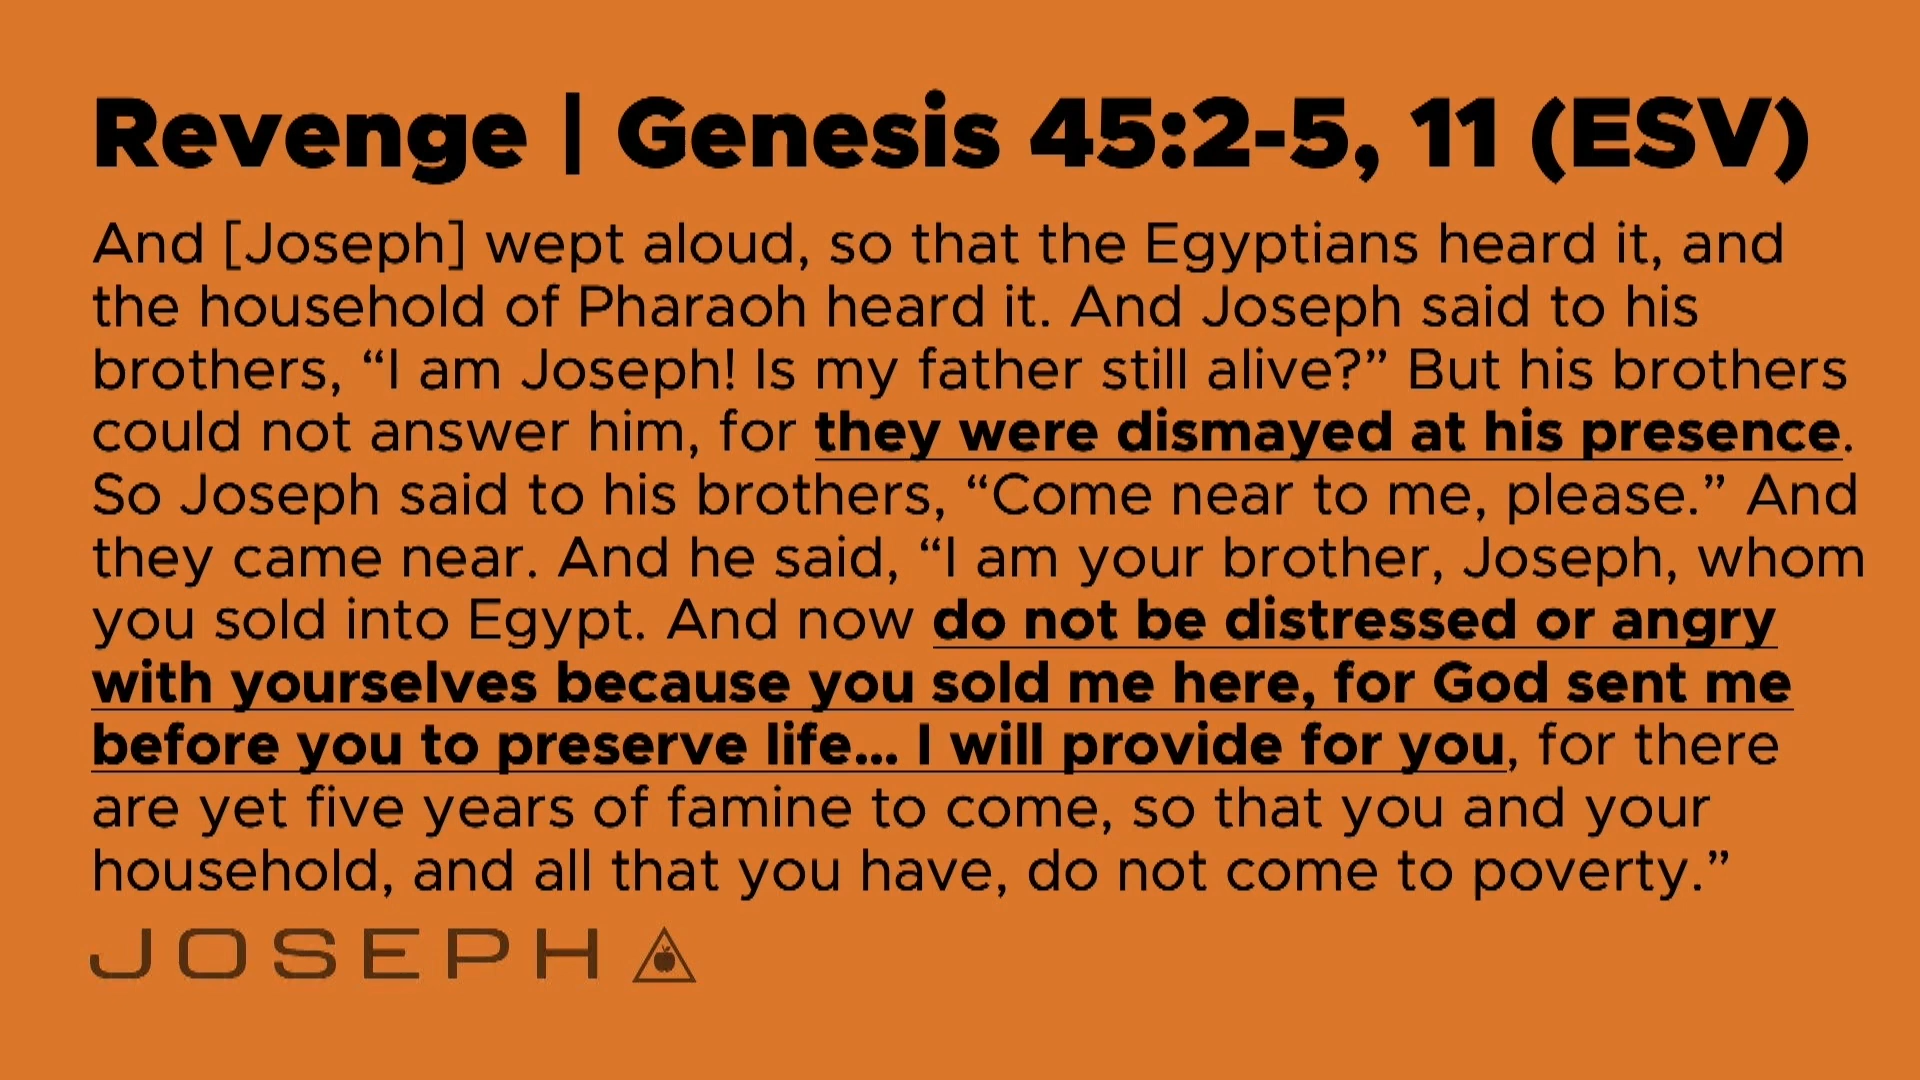 Revenge | Genesis 45:2-5, 11 (ESV)
And [Joseph] wept aloud, so that the Egyptians heard it, and
the household of Pharaoh heard it. And Joseph said to his
brothers, “I am Joseph! Is my father still alive?” But his brothers
could not answer him, for they were dismayed at his presence.
So Joseph said to his brothers, “Come near to me, please.” And
they came near. And he said, “I am your brother, Joseph, whom
you sold into Egypt. And now do not be distressed or angry
with yourselves because you sold me here, for God sent me
before you to preserve life... I will provide for you, for there
are yet five years of famine to come, so that you and your
household, and all that you have, do not come to poverty.”
JOSEPH